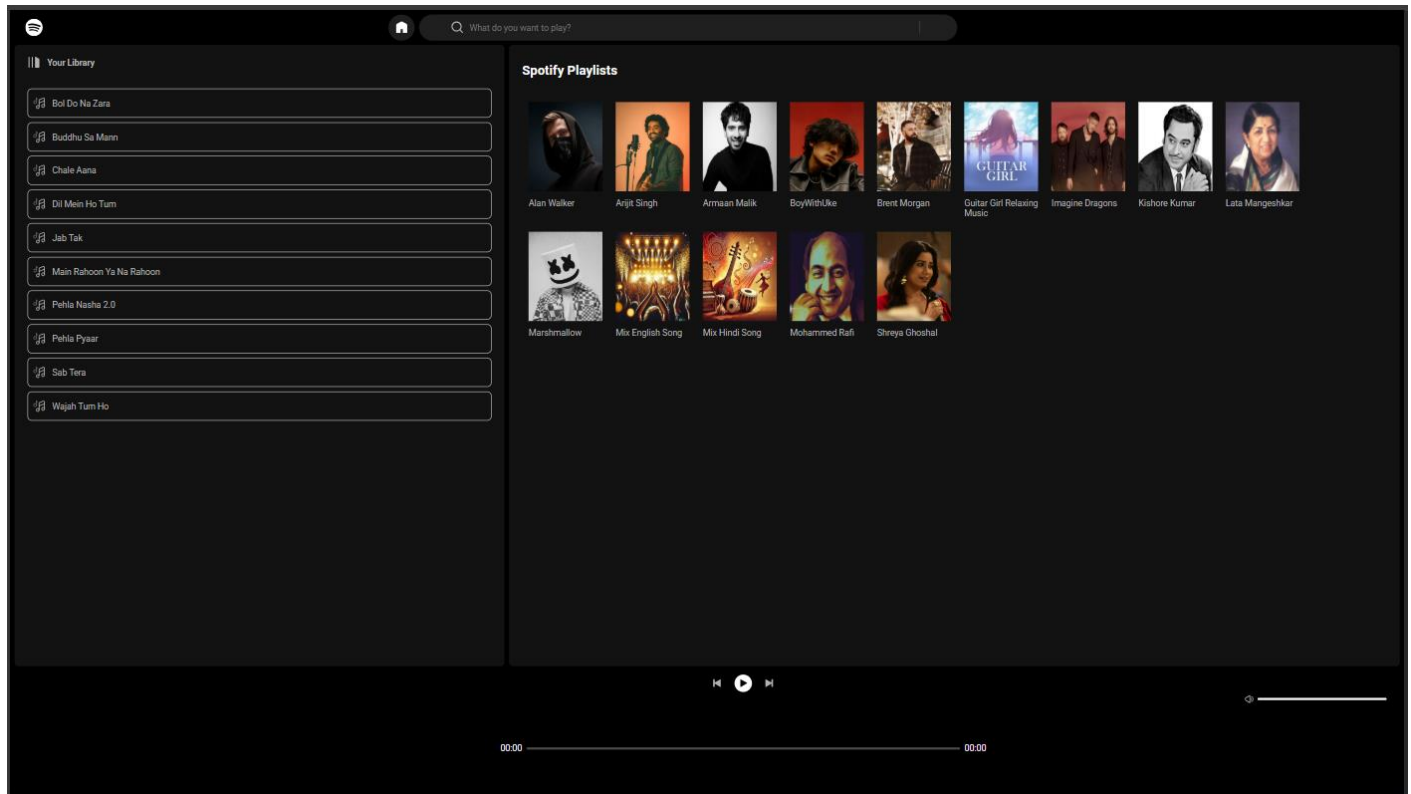 What do you want to play?
Your Library
Bol Do Na Zara
Buddhu Sa Mann
Chale Aana
Dil Mein Ho Tum
Jab Tak
Main Rahoon Ya Na Rahoon
Pehla Nasha 2.0
Pehla Pyaar
Sab Tera
Wajah Tum Ho
Spotify Playlists
GUITAR
GIRL
Alan Walker
Arijit Singh
Armaan Malik
BoyWithUke
Brent Morgan
Guitar Girl Relaxing
Music
Imagine Dragons
Kishore Kumar
Lata Mangeshkar
Marshmallow
Mix English Song
Mix Hindi Song
Mohammed Rafi
Shreya Ghoshal
00:00
00:00